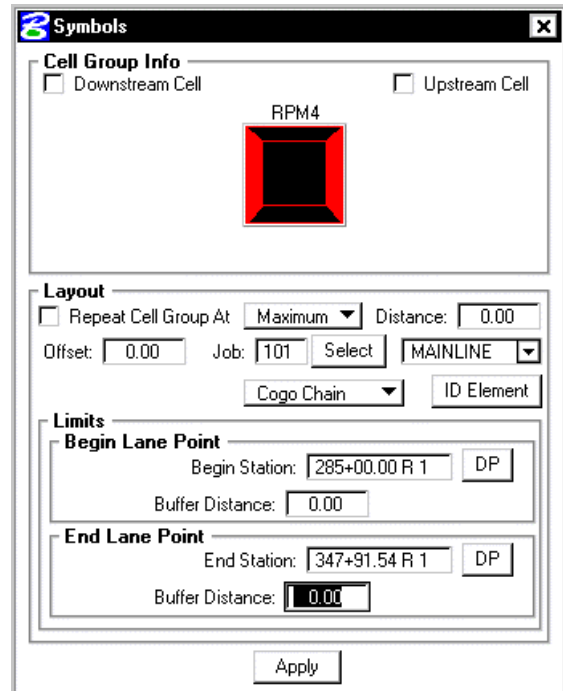 Symbols
Cell Group Info
Downstream Cell Upstream Cell
RPM4
Layout
Repeat Cell Group At Maximum Distance: 0.00
Offset: 0.00 Job: 101 Select MAINLINE
Cogo Chain ID Element
Limits
Begin Lane Point
Begin Station: 285+00.00 R 1 DP
Buffer Distance: 0.00
End Lane Point
End Station: 347+91.54 R 1 DP
Buffer Distance: 0.00
Apply